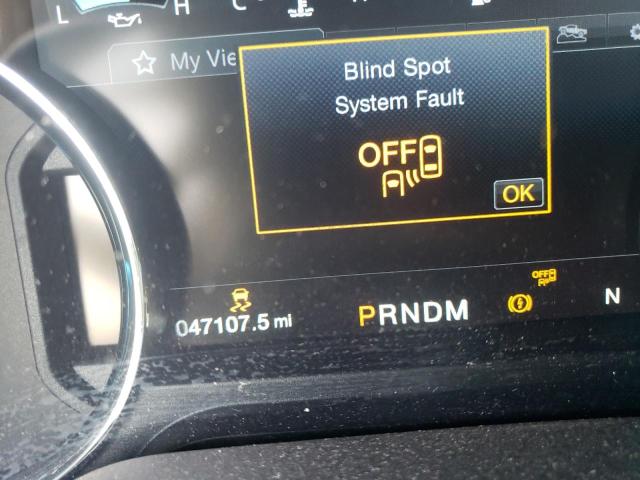 L H C
My Vie
Blind Spot
System Fault
OFF
OK
OFF
047107.5 mi PRNDM N